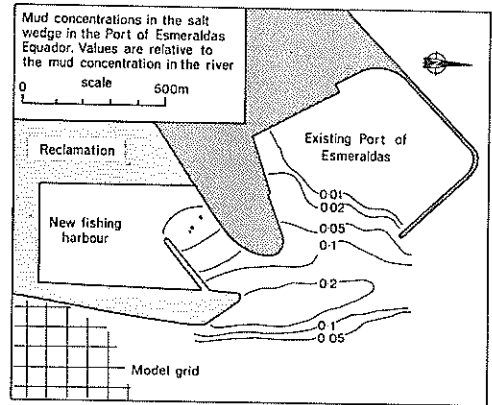 Mud concentrations in the salt
wedge in the Port of Esmeraldas
Equador. Values are relative to
the mud concentration in the river
scale
0 600m
Reclamation
Existing Port of
Esmeraldas
New fishing
harbour
0·01
0·02
0·05
0·1
0·2
0·1
0·05
Model grid